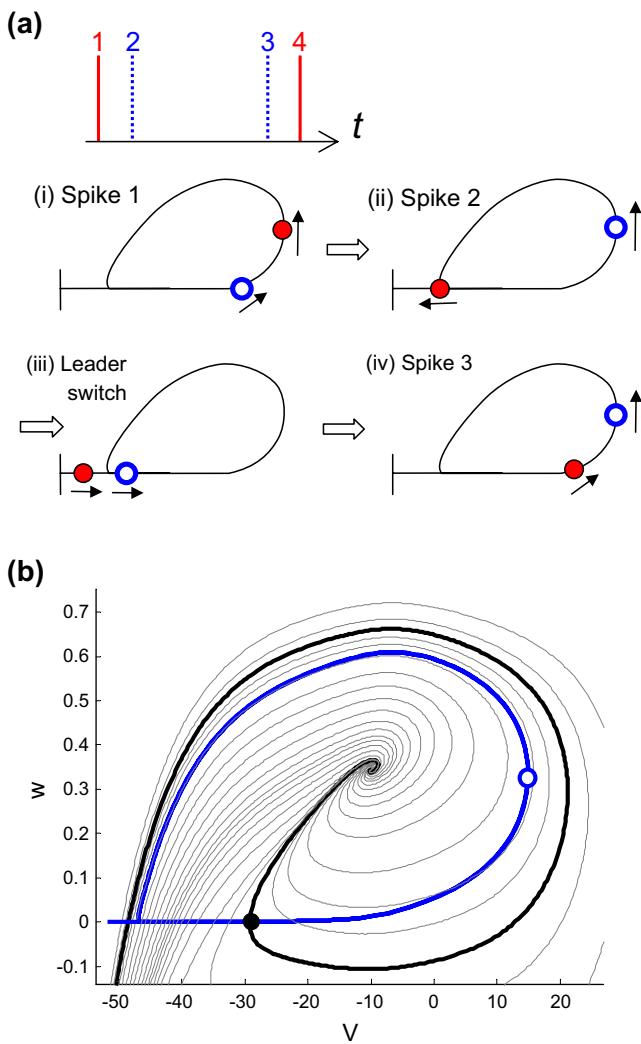 (a)
1 2 3 4
t
(i) Spike 1
(ii) Spike 2
(iii) Leader
switch
(iv) Spike 3
(b)
0.7
0.6
0.5
0.4
0.3
0.2
0.1
0
-0.1
w
-50 -40 -30 -20 -10 0 10 20
V